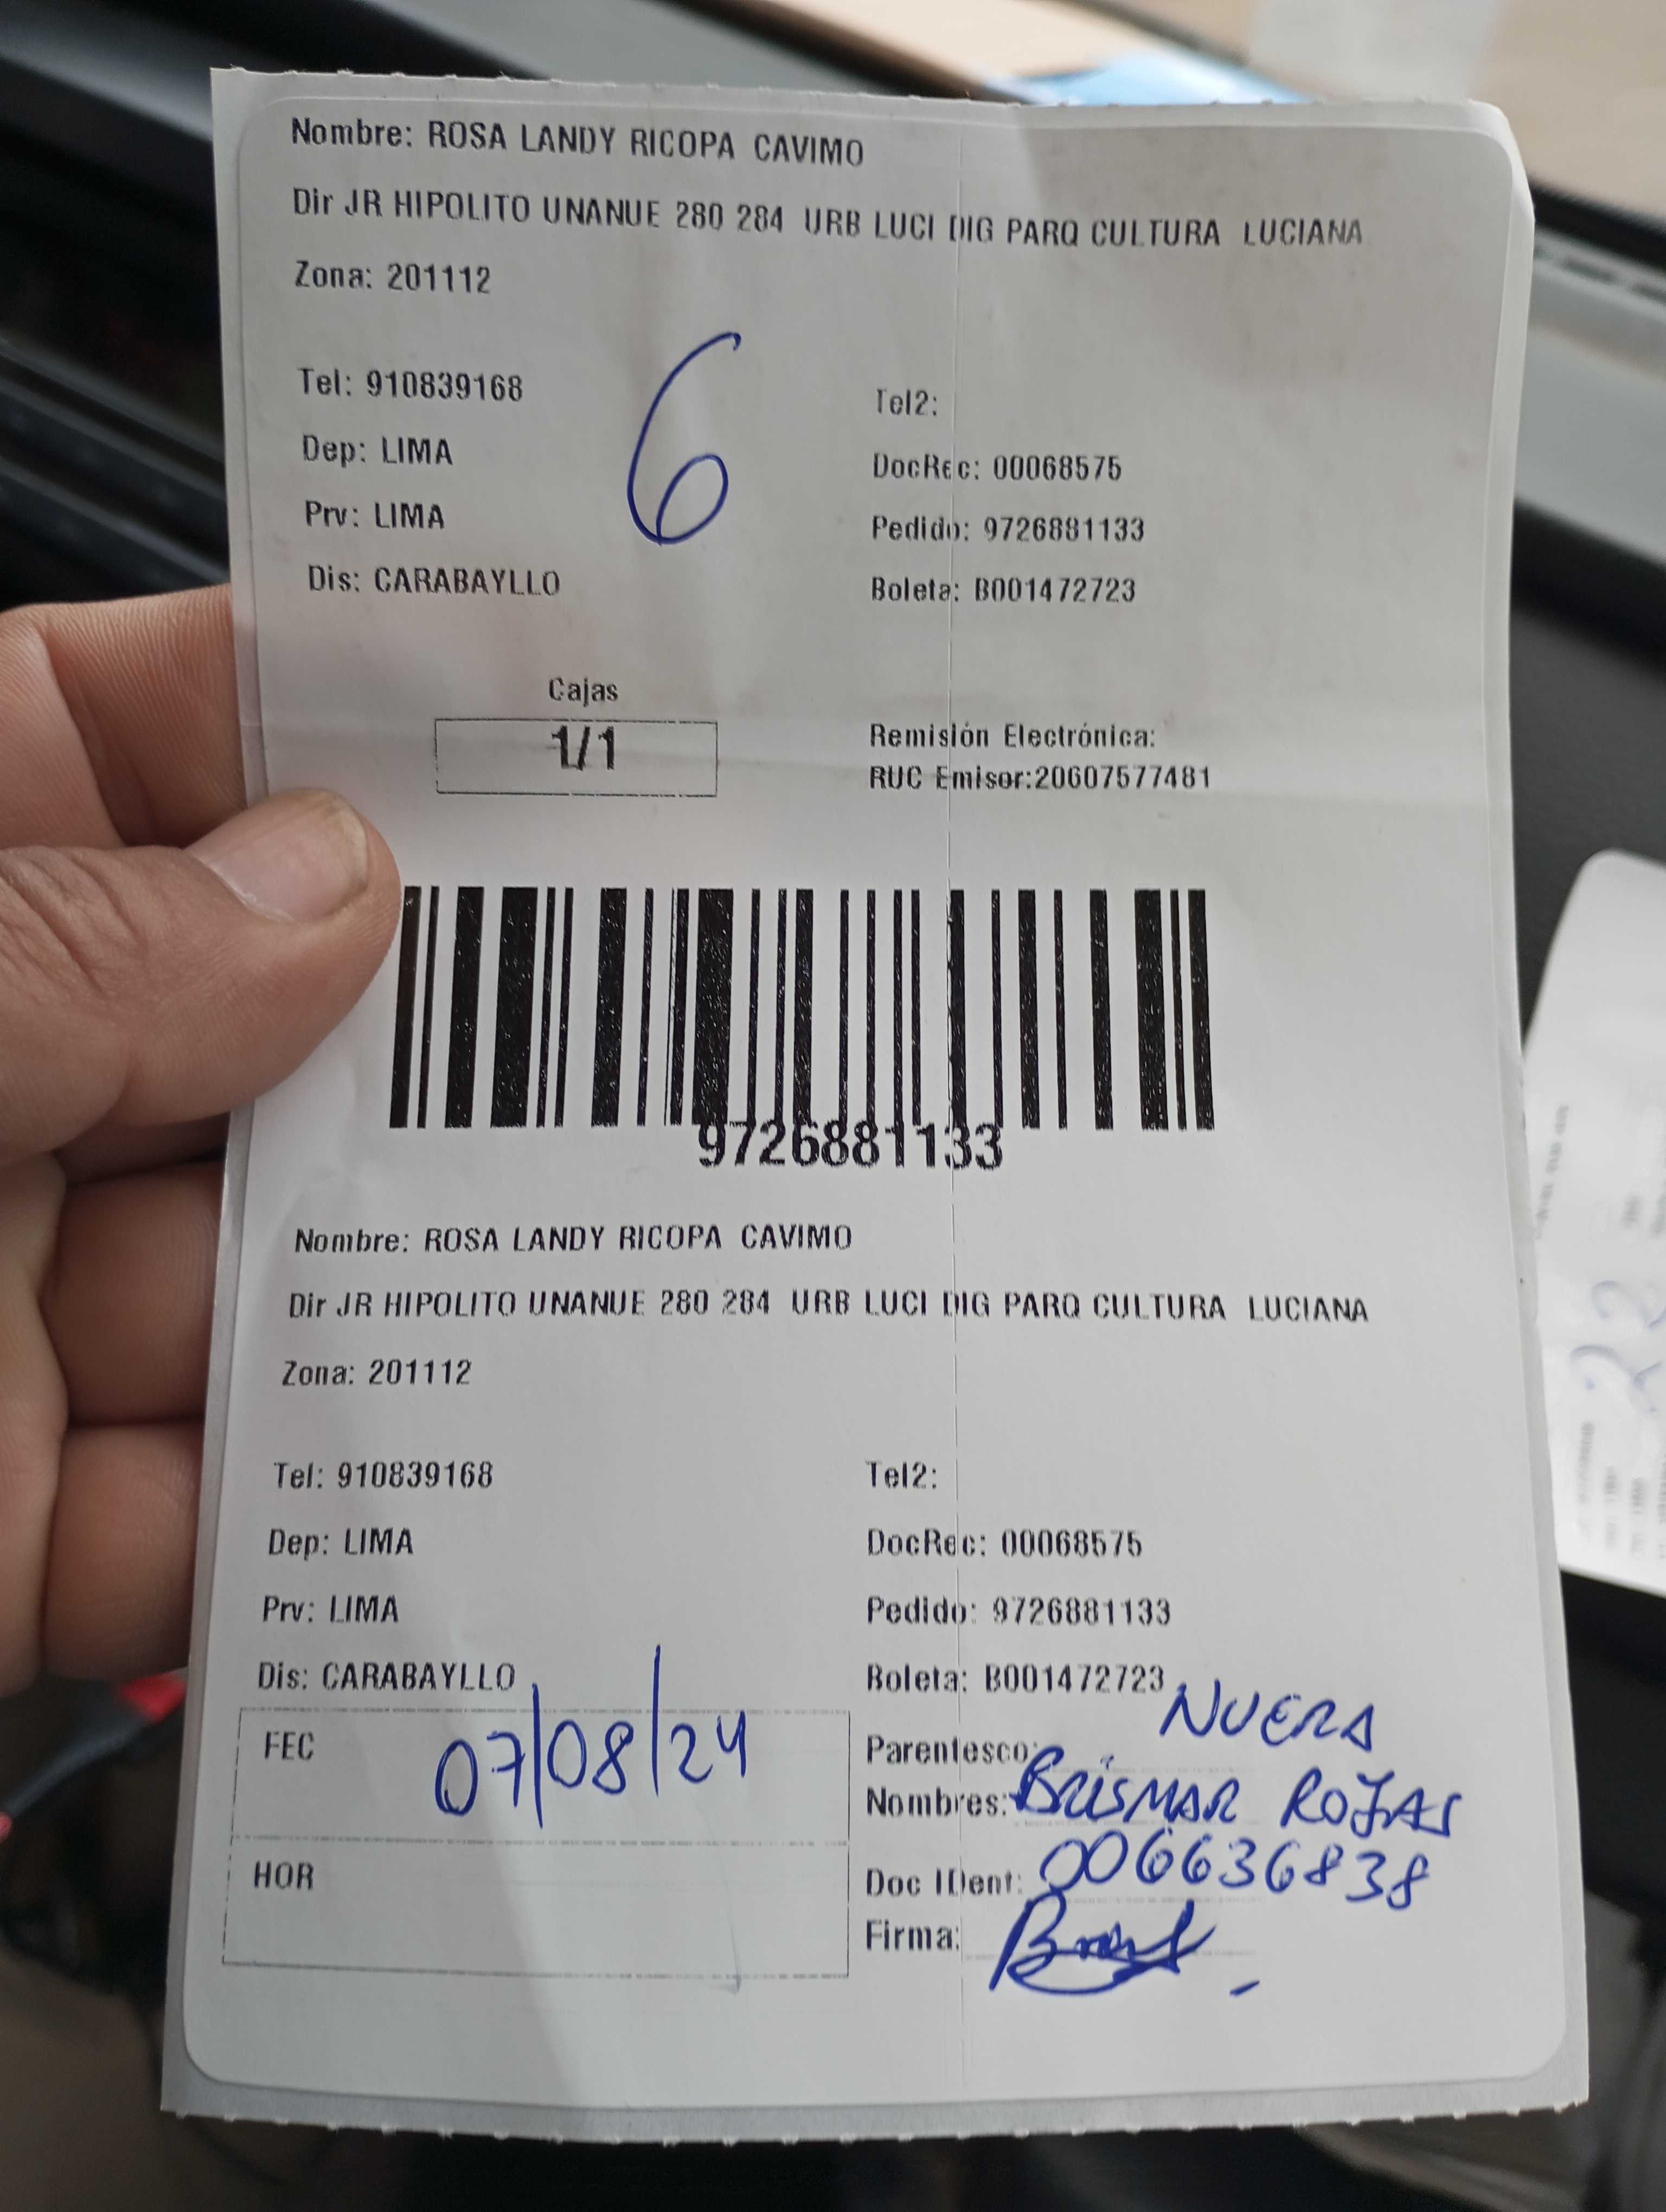 Nombre: ROSA LANDY RICOPA CAVIMO
Dir JR HIPOLITO UNANUE 280 284 URB LUCI DIG PARQ CULTURA LUCIANA
Zona: 201112
6
Tel: 910839168
Tel2:
Dep: LIMA
DocRec: 00068575
Prv: LIMA
Pedido: 9726881133
Dis: CARABAYLLO
Boleta: B001472723
Cajas
1/1
Remisión Electrónica:
RUC Emisor:20607577481
9726881133
Nombre: ROSA LANDY RICOPA CAVIMO
Dir JR HIPOLITO UNANUE 280 284 URB LUCI DIG PARQ CULTURA LUCIANA
Zona: 201112
Tel: 910839168
Tel2:
Dep: LIMA
DocRec: 00068575
Prv: LIMA
Pedido: 9726881133
Dis: CARABAYLLO
Boleta: B001472723
FEC 07/08/24
HOR
Parentesco: NUERA
Nombres: BRISMAR ROJAS
Doc IDent: 006636838
Firma: